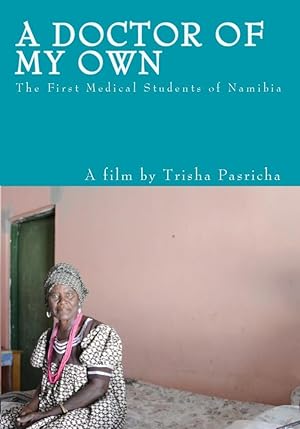 A DOCTOR OF
MY OWN
The First Medical Students of Namibia
A film by Trisha Pasricha